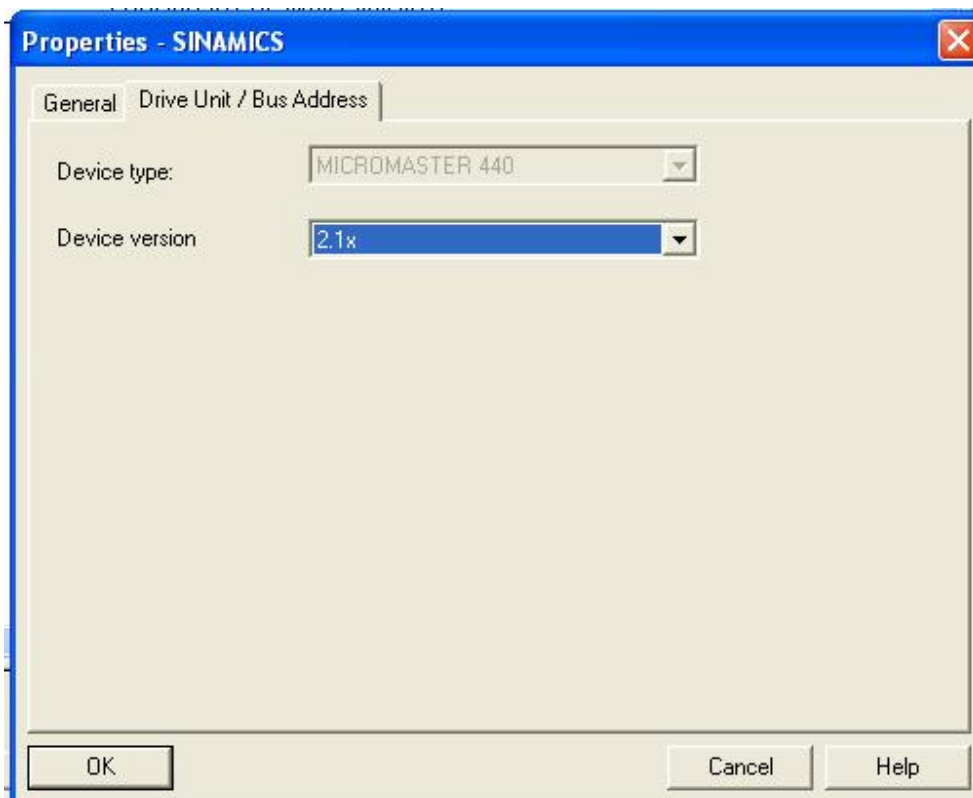 Properties - SINAMICS
General
Drive Unit / Bus Address
Device type:
MICROMASTER 440
Device version
2.1x
OK
Cancel
Help